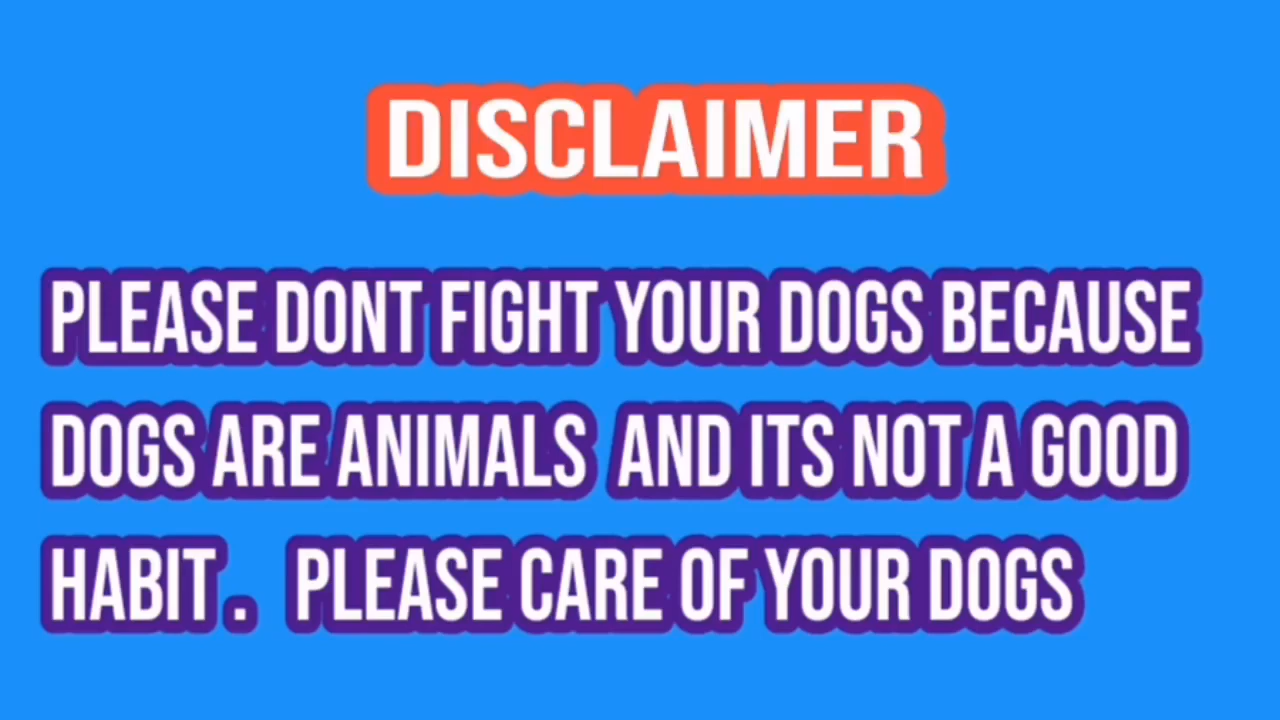 DISCLAIMER
PLEASE DONT FIGHT YOUR DOGS BECAUSE
DOGS ARE ANIMALS AND ITS NOT A GOOD
HABIT. PLEASE CARE OF YOUR DOGS